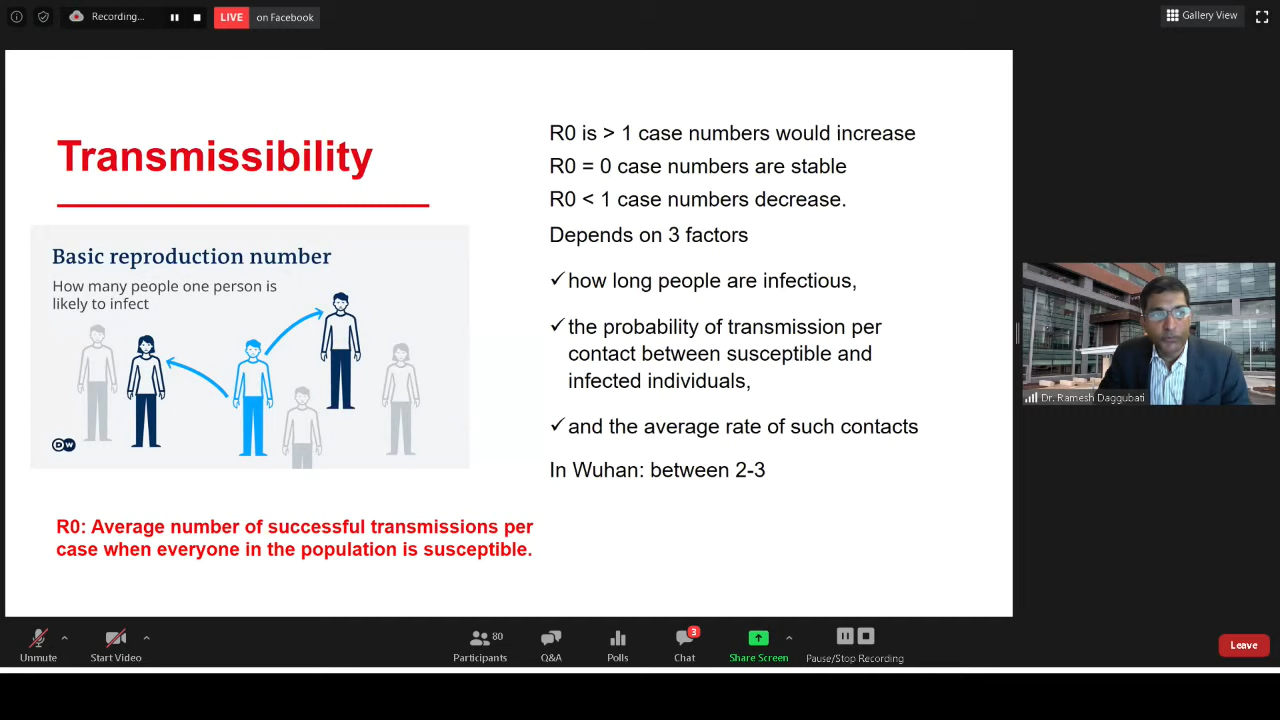 Recording...
LIVE on Facebook
Gallery View
Transmissibility
Basic reproduction number
How many people one person is
likely to infect
DW
R0: Average number of successful transmissions per
case when everyone in the population is susceptible.
R0 is > 1 case numbers would increase
R0 = 0 case numbers are stable
R0 < 1 case numbers decrease.
Depends on 3 factors
✓how long people are infectious,
✓the probability of transmission per
contact between susceptible and
infected individuals,
✓and the average rate of such contacts
In Wuhan: between 2-3
Dr. Ramesh Daggubati
Unmute
Start Video
80
Participants
Q&A
Polls
3
Chat
Share Screen
Pause/Stop Recording
Leave